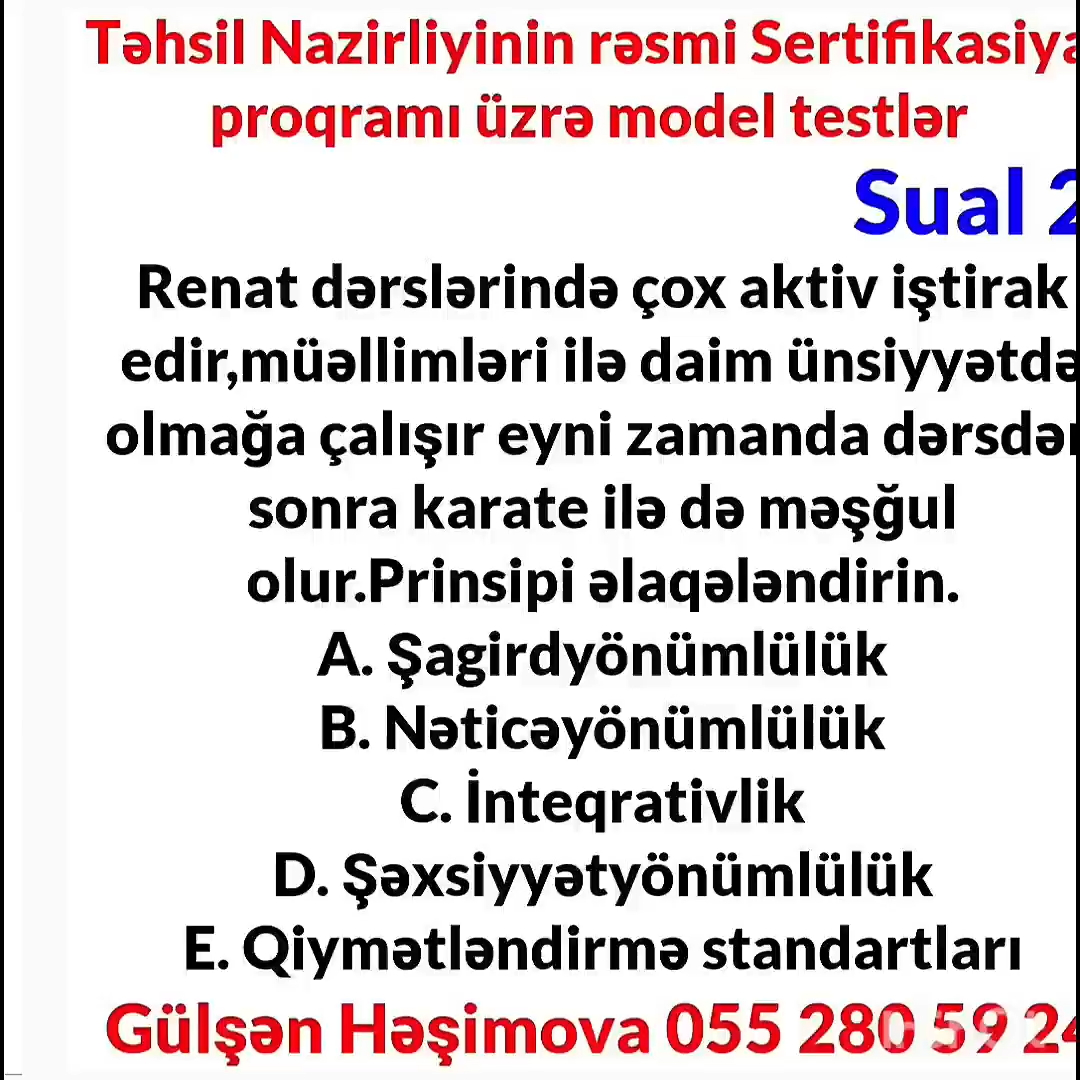 Təhsil Nazirliyinin rəsmi Sertifikasiya
proqramı üzrə model testlər
Sual 2
Renat dərslərində çox aktiv iştirak
edir,müəllimləri ilə daim ünsiyyətdə
olmağa çalışır eyni zamanda dərsdən
sonra karate ilə də məşğul
olur.Prinsipi əlaqələndirin.
A. Şagirdyönümlülük
B. Nəticəyönümlülük
C. İnteqrativlik
D. Şəxsiyyətyönümlülük
E. Qiymətləndirmə standartları
Gülşən Həşimova 055 280 59 24